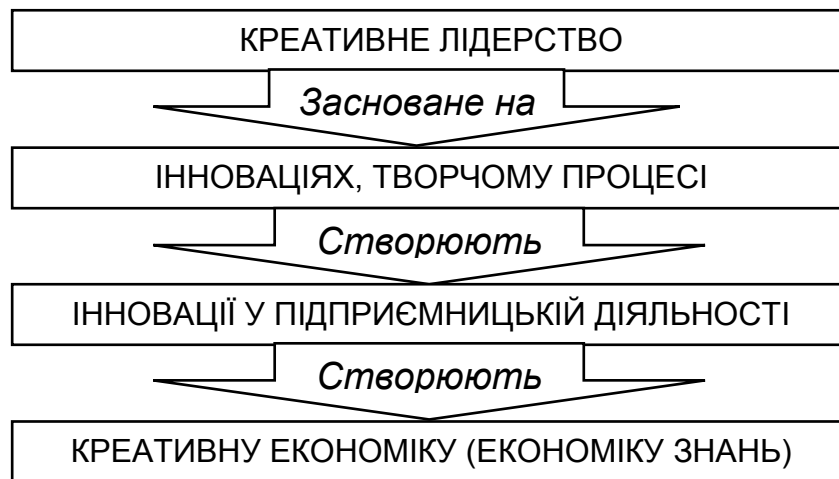 КРЕАТИВНЕ ЛІДЕРСТВО
Засноване на
ІННОВАЦІЯХ, ТВОРЧОМУ ПРОЦЕСІ
Створюють
ІННОВАЦІЇ У ПІДПРИЄМНИЦЬКІЙ ДІЯЛЬНОСТІ
Створюють
КРЕАТИВНУ ЕКОНОМІКУ (ЕКОНОМІКУ ЗНАНЬ)